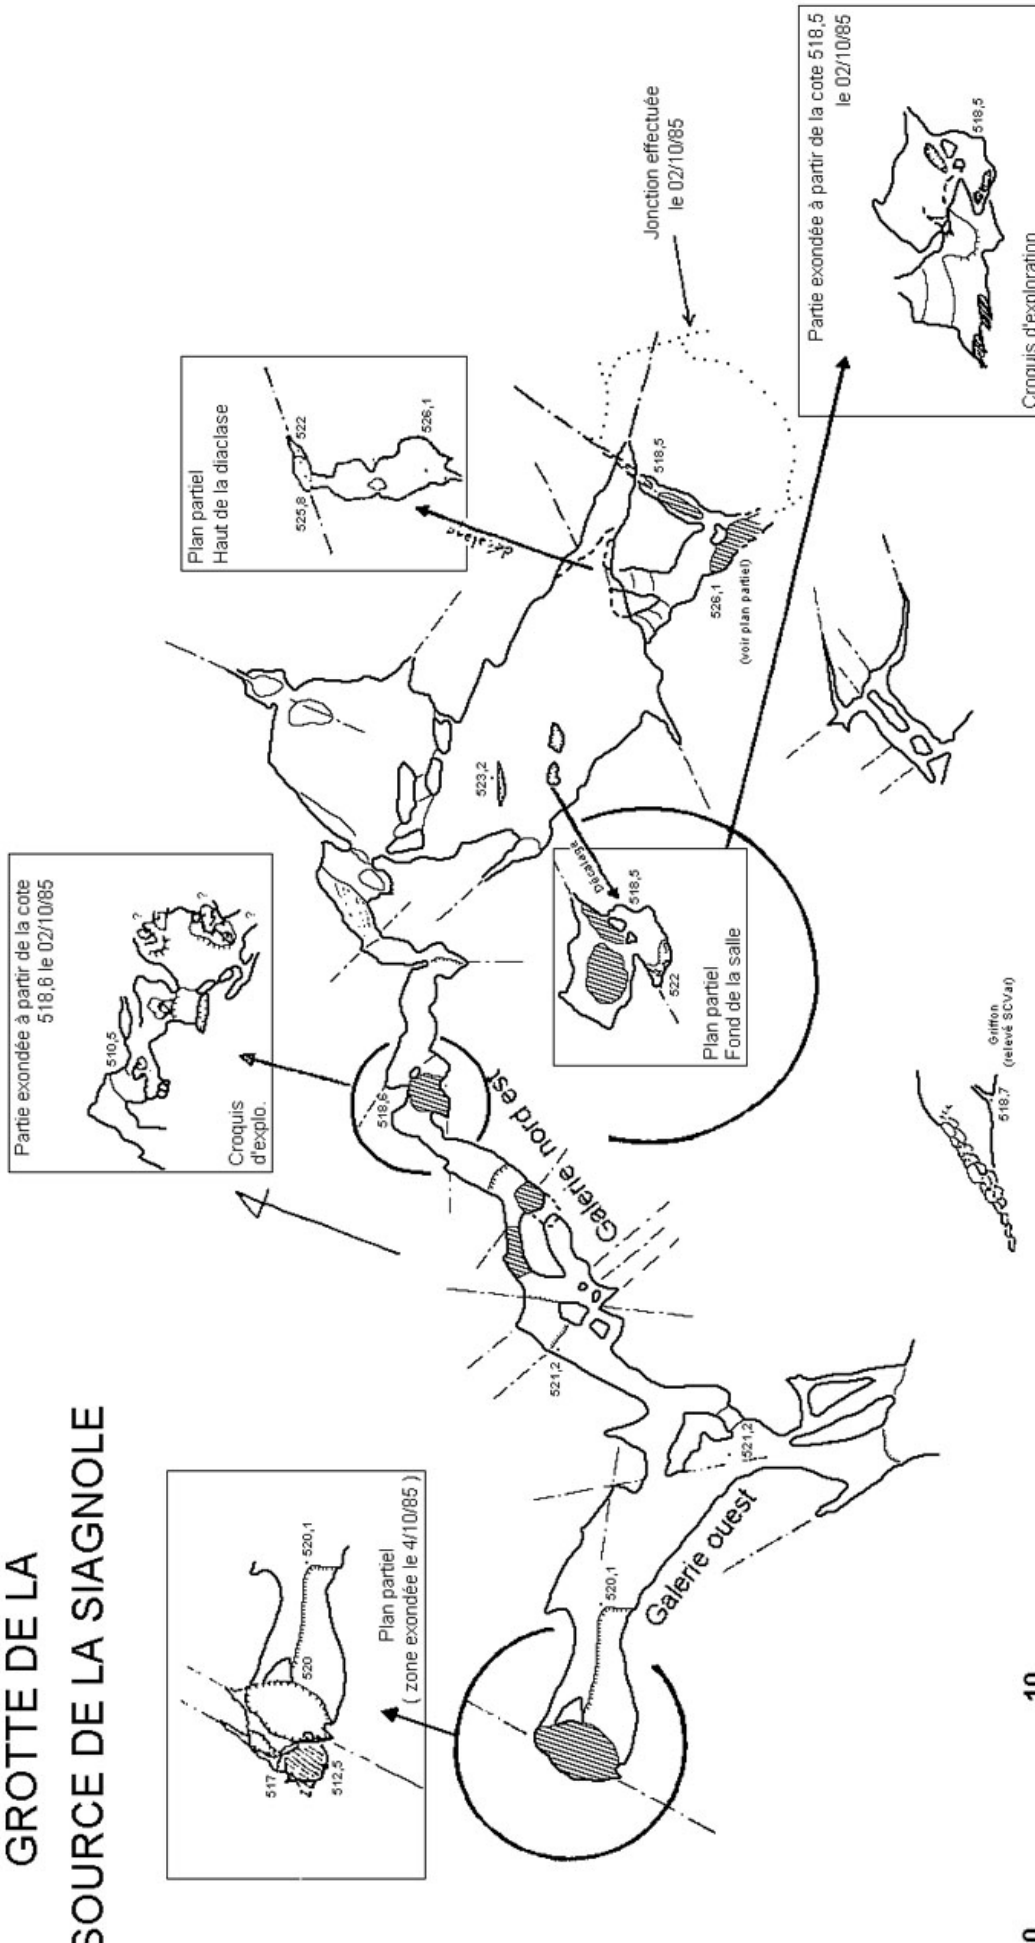 GROTTE DE LA
SOURCE DE LA SIAGNOLE
Partie exondée à partir de la cote
518,6 le 02/10/85
510,5
Croquis
d'explo.
?
?
?
Plan partiel
Haut de la diaclase
525,8
522
526,1
décalage
Jonction effectuée
le 02/10/85
Partie exondée à partir de la cote 518,5
le 02/10/85
518,5
Croquis d'exploration
518,5
526,1
(voir plan partiel)
523,2
Décalage
518,5
522
Plan partiel
Fond de la salle
518,6
Galerie nord est
521,2
521,2
Galerie ouest
520,1
517
512,5
520
520,1
Plan partiel
( zone exondée le 4/10/85 )
Griffon
(relevé SCVar)
518,7
0
10